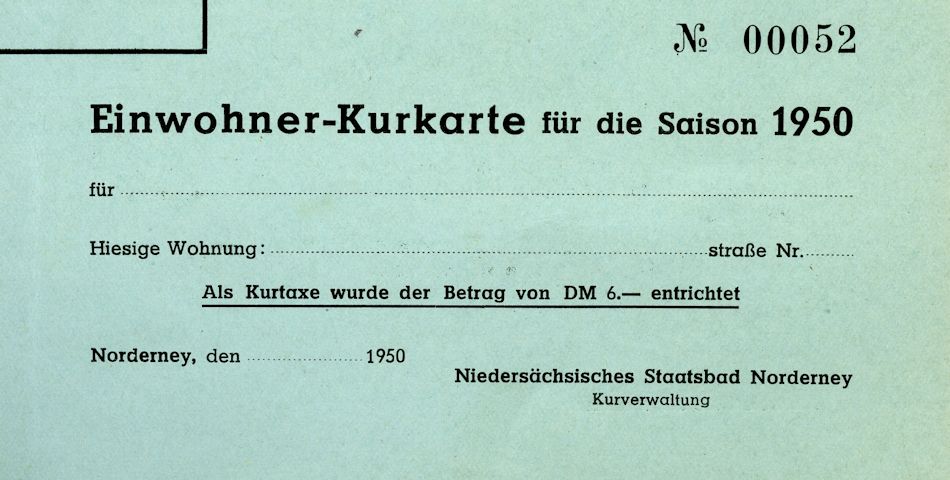 № 00052
Einwohner-Kurkarte für die Saison 1950
für
Hiesige Wohnung: straße Nr.
Als Kurtaxe wurde der Betrag von DM 6.— entrichtet
Norderney, den 1950
Niedersächsisches Staatsbad Norderney
Kurverwaltung